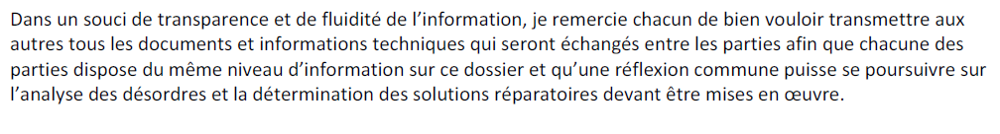 Dans un souci de transparence et de fluidité de l’information, je remercie chacun de bien vouloir transmettre aux
autres tous les documents et informations techniques qui seront échangés entre les parties afin que chacune des
parties dispose du même niveau d’information sur ce dossier et qu’une réflexion commune puisse se poursuivre sur
l’analyse des désordres et la détermination des solutions réparatoires devant être mises en œuvre.